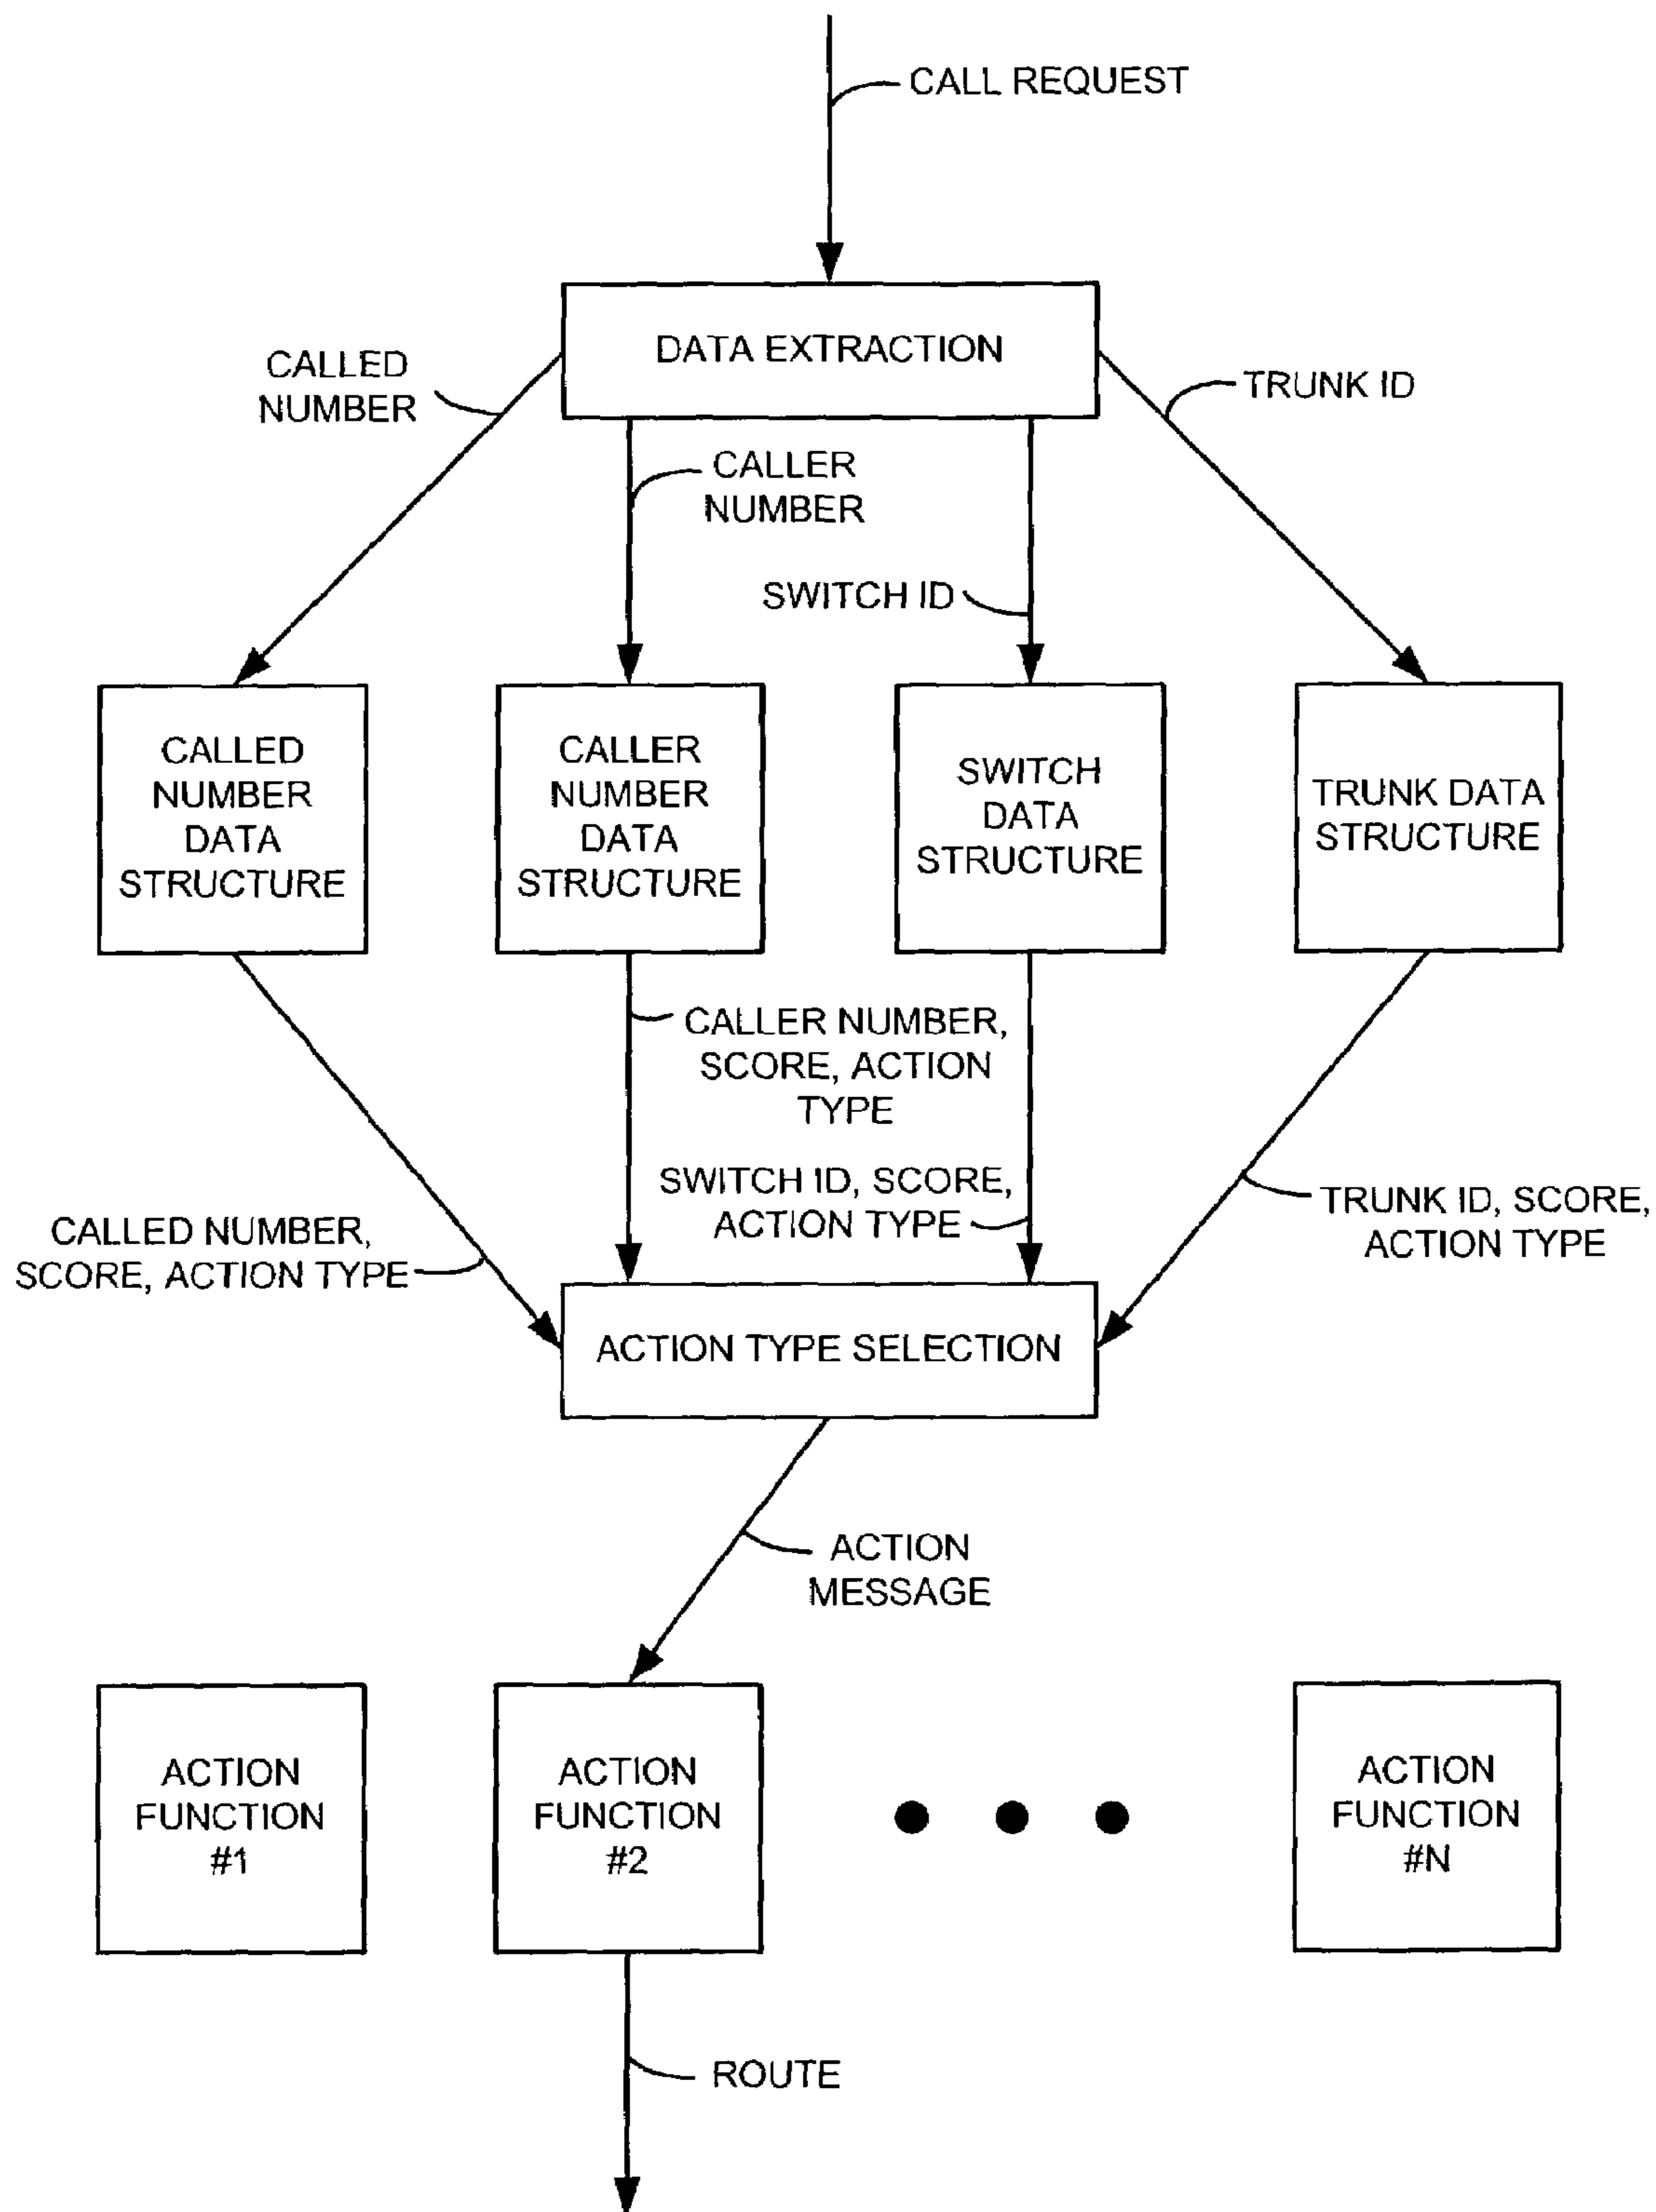 CALL REQUEST
DATA EXTRACTION
CALLED
NUMBER
TRUNK ID
CALLER
NUMBER
SWITCH ID
CALLED
NUMBER
DATA
STRUCTURE
CALLER
NUMBER
DATA
STRUCTURE
SWITCH
DATA
STRUCTURE
TRUNK DATA
STRUCTURE
CALLER NUMBER,
SCORE, ACTION
TYPE
SWITCH ID, SCORE,
ACTION TYPE
CALLED NUMBER,
SCORE, ACTION TYPE
TRUNK ID, SCORE,
ACTION TYPE
ACTION TYPE SELECTION
ACTION
MESSAGE
ACTION
FUNCTION
#1
ACTION
FUNCTION
#2
ACTION
FUNCTION
#N
ROUTE